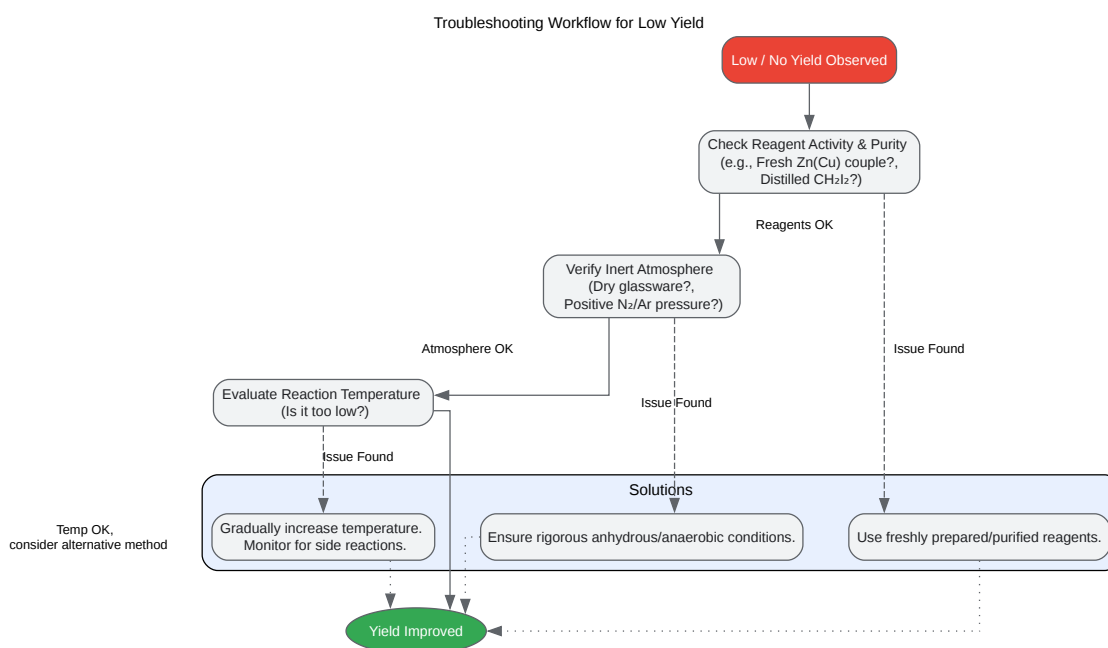 Troubleshooting Workflow for Low Yield
Low / No Yield Observed
Check Reagent Activity & Purity
(e.g., Fresh Zn(Cu) couple?,
Distilled CH₂I₂?)
Reagents OK
Verify Inert Atmosphere
(Dry glassware?,
Positive N₂/Ar pressure?)
Atmosphere OK
Issue Found
Evaluate Reaction Temperature
(Is it too low?)
Issue Found
Issue Found
Solutions
Temp OK,
consider alternative method
Gradually increase temperature.
Monitor for side reactions.
Ensure rigorous anhydrous/anaerobic conditions.
Use freshly prepared/purified reagents.
Yield Improved